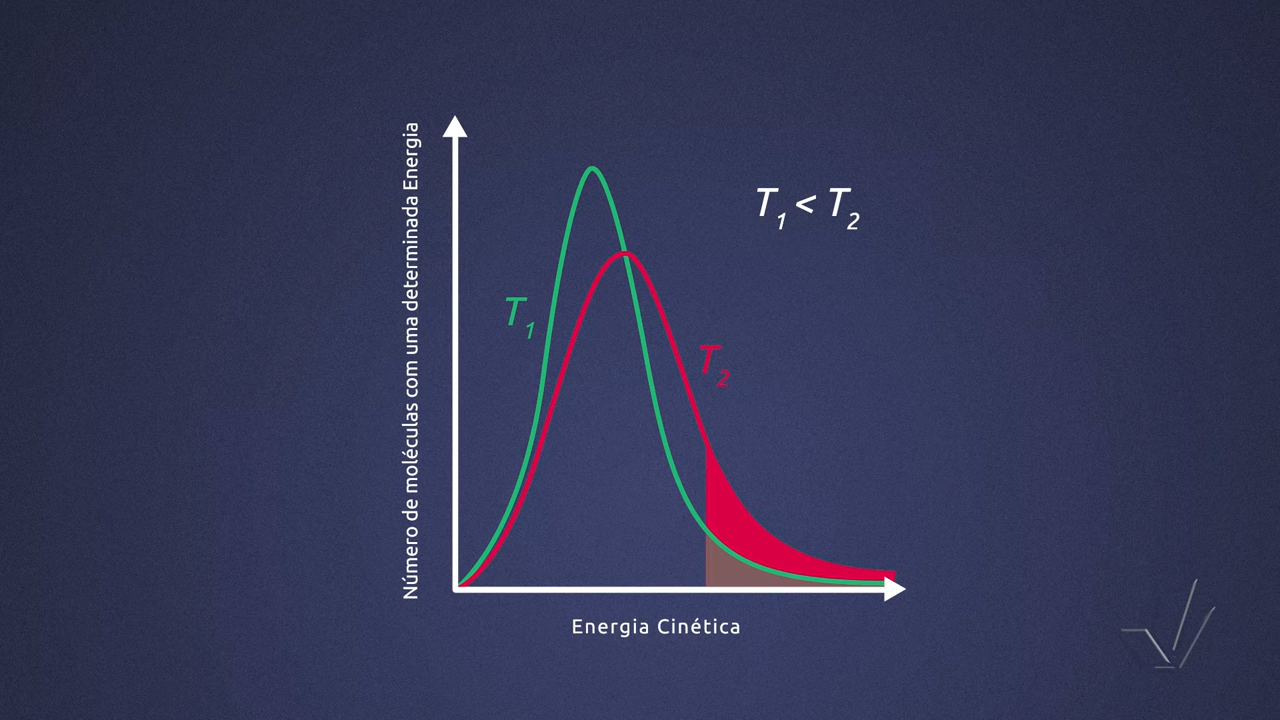 Número de moléculas com uma determinada Energia
T₁ < T₂
T₁
T₂
Energia Cinética